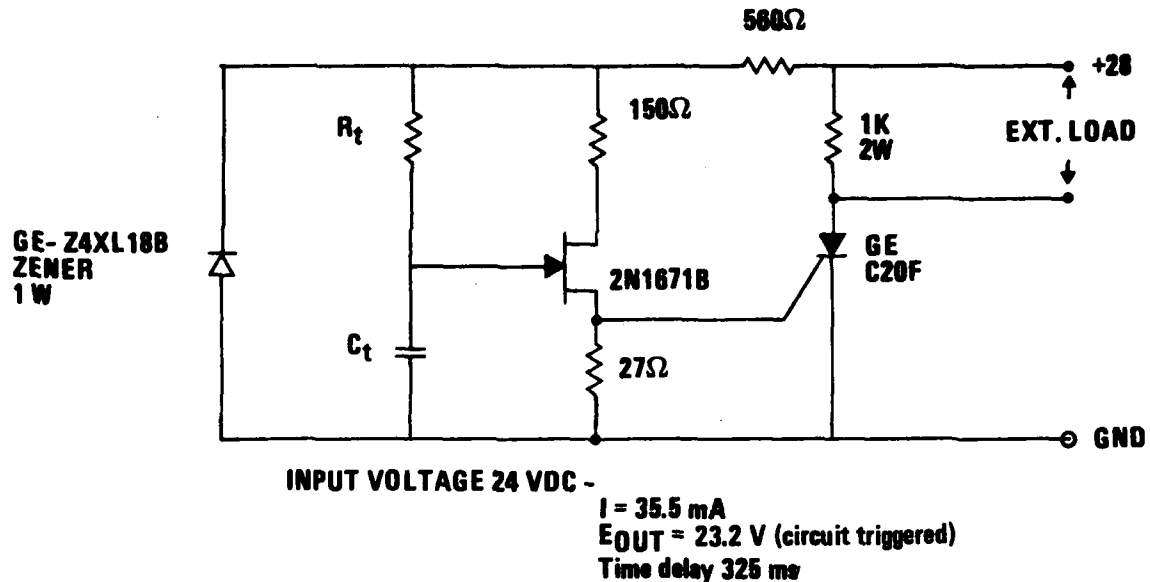 560Ω
+28
150Ω
Rt
1K
2W
EXT. LOAD
GE- Z4XL18B
ZENER
1 W
GE
C20F
2N1671B
Ct
27Ω
GND
INPUT VOLTAGE 24 VDC -
I = 35.5 mA
EOUT = 23.2 V (circuit triggered)
Time delay 325 ms